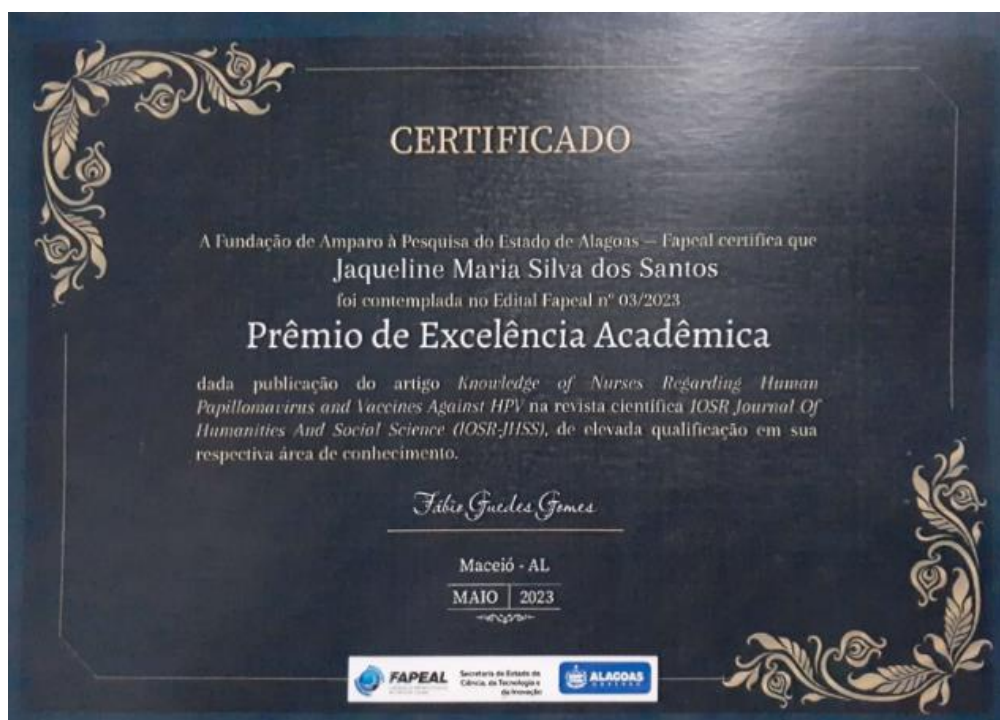 CERTIFICADO
A Fundação de Amparo à Pesquisa do Estado de Alagoas – Fapeal certifica que
Jaqueline Maria Silva dos Santos
foi contemplada no Edital Fapeal nº 03/2023
Prêmio de Excelência Acadêmica
dada publicação do artigo Knowledge of Nurses Regarding Human
Papillomavirus and Vaccines Against HPV na revista científica IOSR Journal Of
Humanities And Social Science (IOSR-JHSS), de elevada qualificação em sua
respectiva área de conhecimento.
Fábio Guedes Gomes
Maceió - AL
MAIO 2023
FAPEAL
Secretaria de Estado da
Ciência, da Tecnologia e
da Inovação
ALAGOAS
GOVERNO